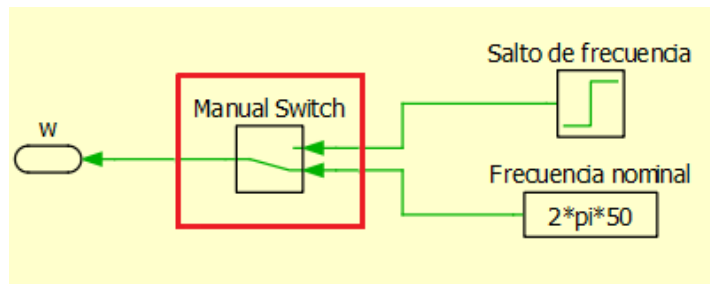 Salto de frecuencia
Manual Switch
W
Frecuencia nominal
2*pi*50